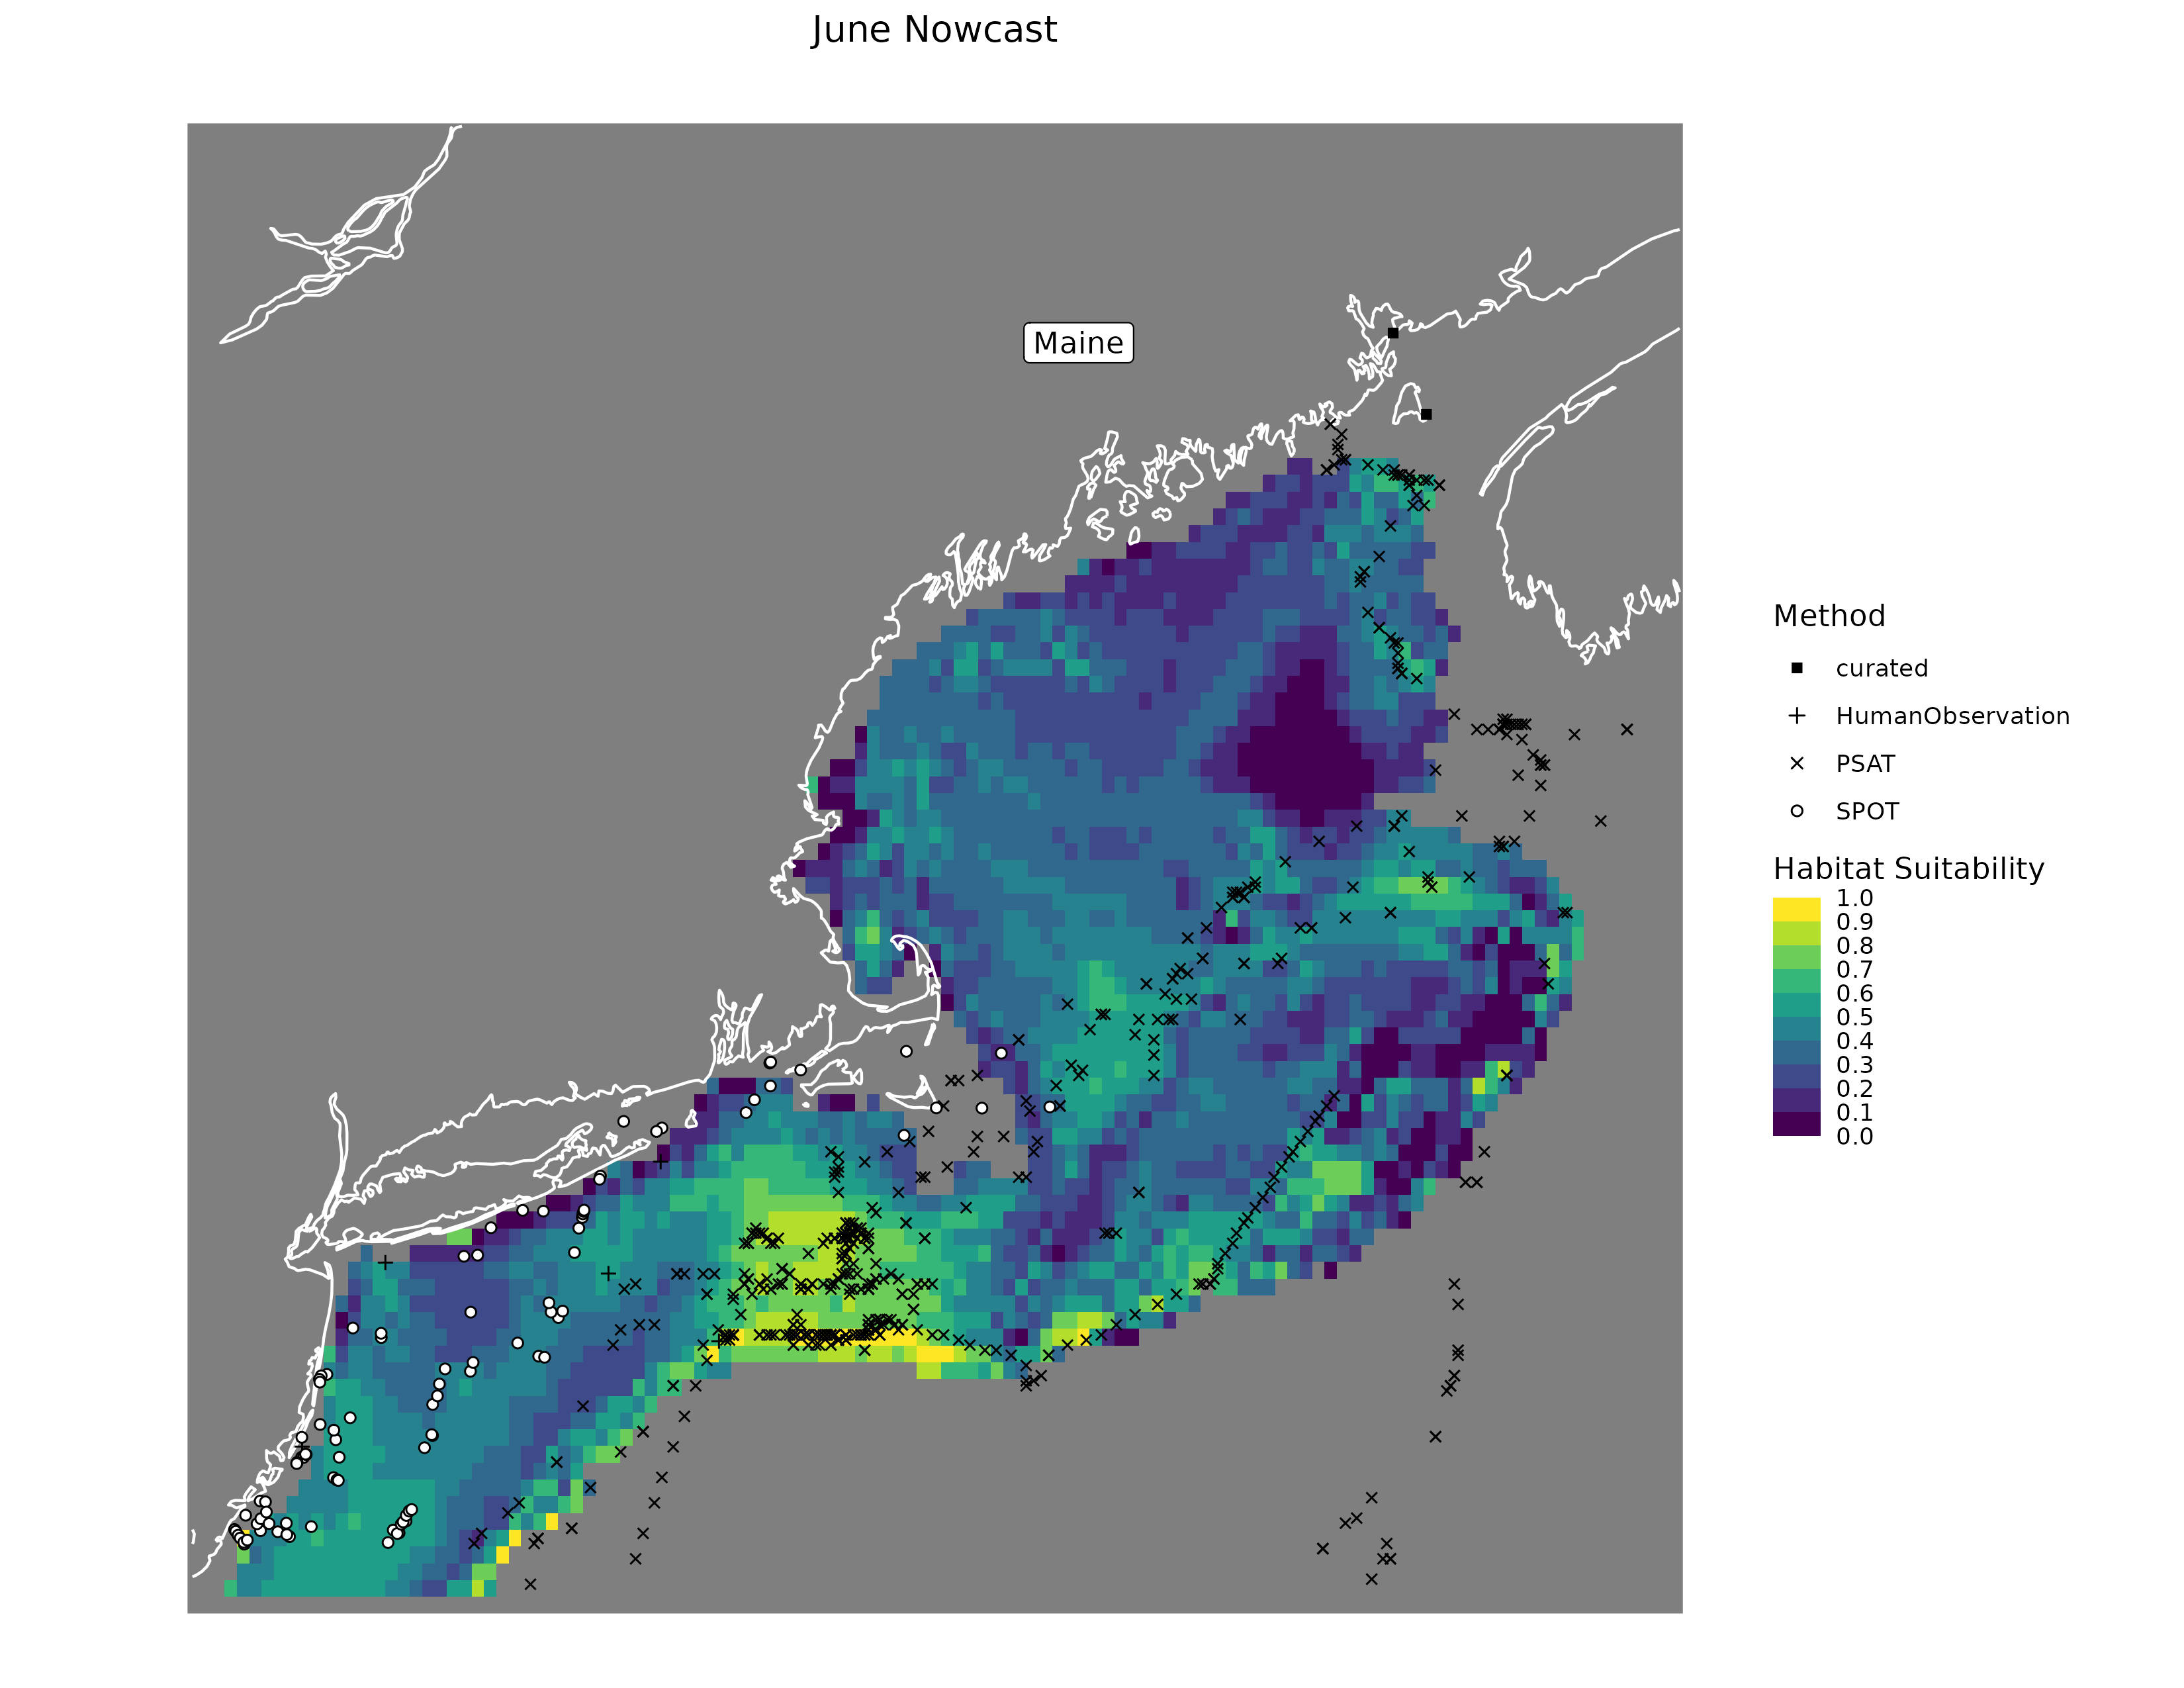 June Nowcast
Maine
Method
curated
HumanObservation
PSAT
SPOT
Habitat Suitability
1.0
0.9
0.8
0.7
0.6
0.5
0.4
0.3
0.2
0.1
0.0